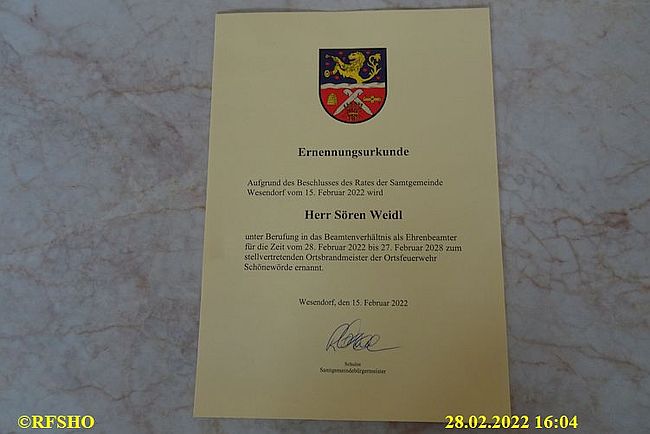 Ernennungsurkunde
Aufgrund des Beschlusses des Rates der Samtgemeinde
Wesendorf vom 15. Februar 2022 wird
Herr Sören Weidl
unter Berufung in das Beamtenverhältnis als Ehrenbeamter
für die Zeit vom 28. Februar 2022 bis 27. Februar 2028 zum
stellvertretenden Ortsbrandmeister der Ortsfeuerwehr
Schönewörde ernannt.
Wesendorf, den 15. Februar 2022
Schulze
Samtgemeindebürgermeister
©RFSHO
28.02.2022 16:04